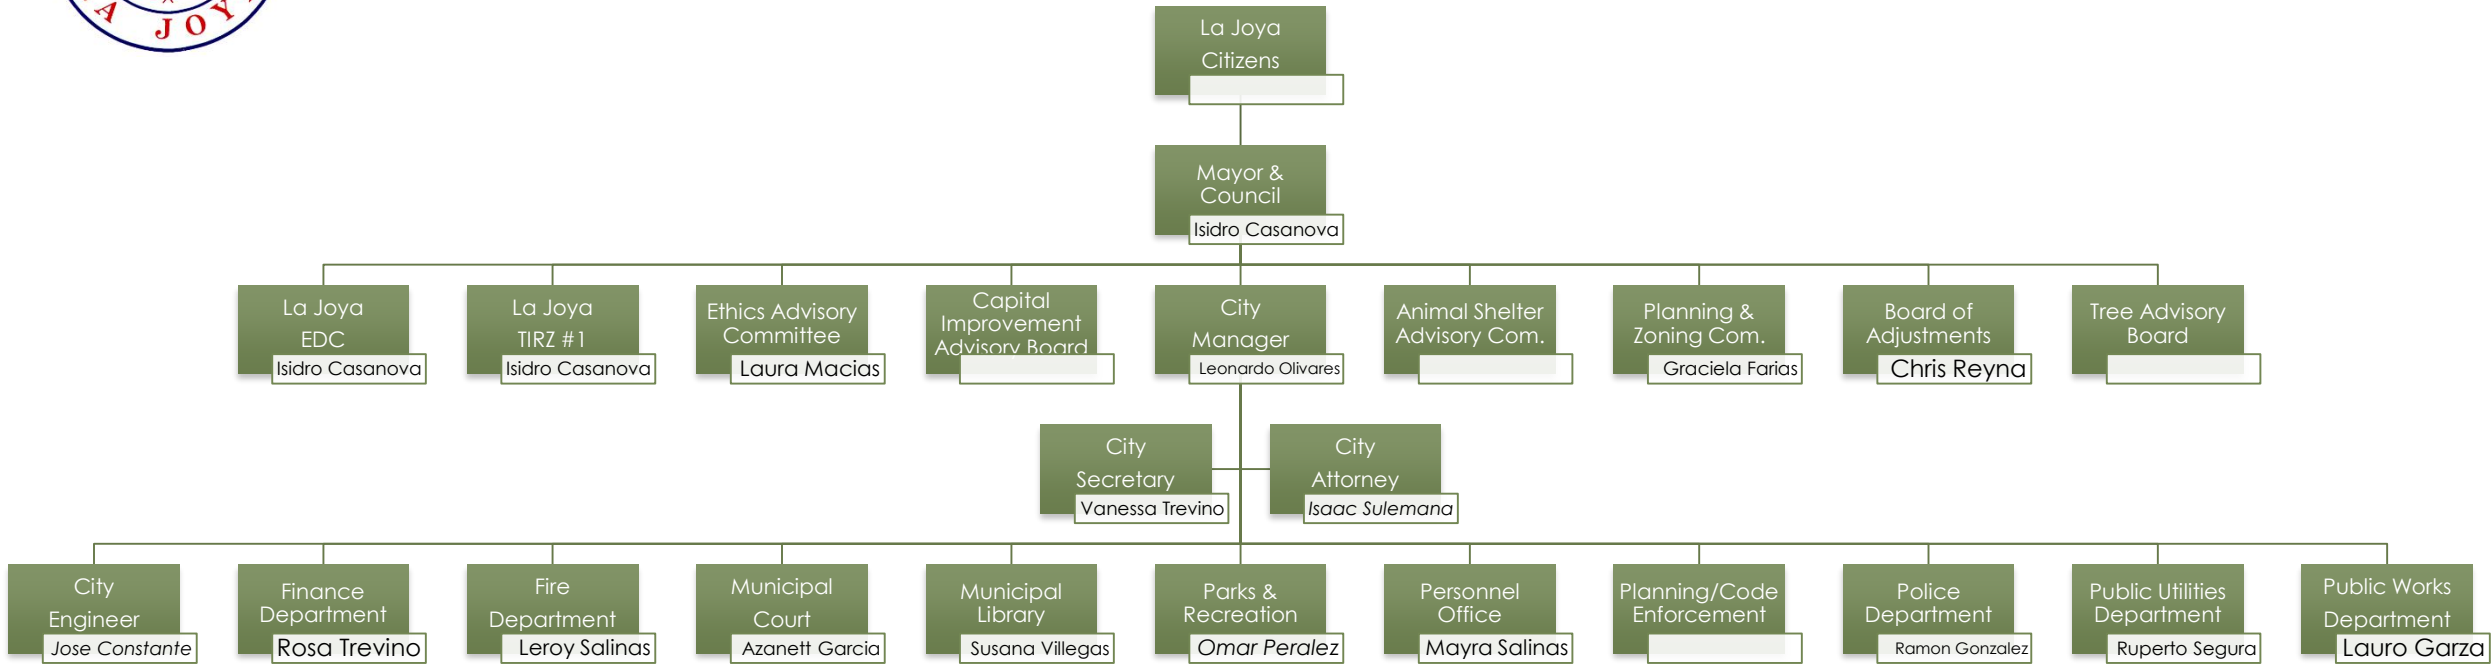 JOY
La Joya
Citizens
Mayor &
Council
Isidro Casanova
La Joya
EDC
Isidro Casanova
La Joya
TIRZ #1
Isidro Casanova
Ethics Advisory
Committee
Laura Macias
Capital
Improvement
Advisory Board
City
Manager
Leonardo Olivares
Animal Shelter
Advisory Com.
Planning &
Zoning Com.
Graciela Farias
Board of
Adjustments
Chris Reyna
Tree Advisory
Board
City
Secretary
Vanessa Trevino
City
Attorney
Isaac Sulemana
City
Engineer
Jose Constante
Finance
Department
Rosa Trevino
Fire
Department
Leroy Salinas
Municipal
Court
Azanett Garcia
Municipal
Library
Susana Villegas
Parks &
Recreation
Omar Peralez
Personnel
Office
Mayra Salinas
Planning/Code
Enforcement
Police
Department
Ramon Gonzalez
Public Utilities
Department
Ruperto Segura
Public Works
Department
Lauro Garza